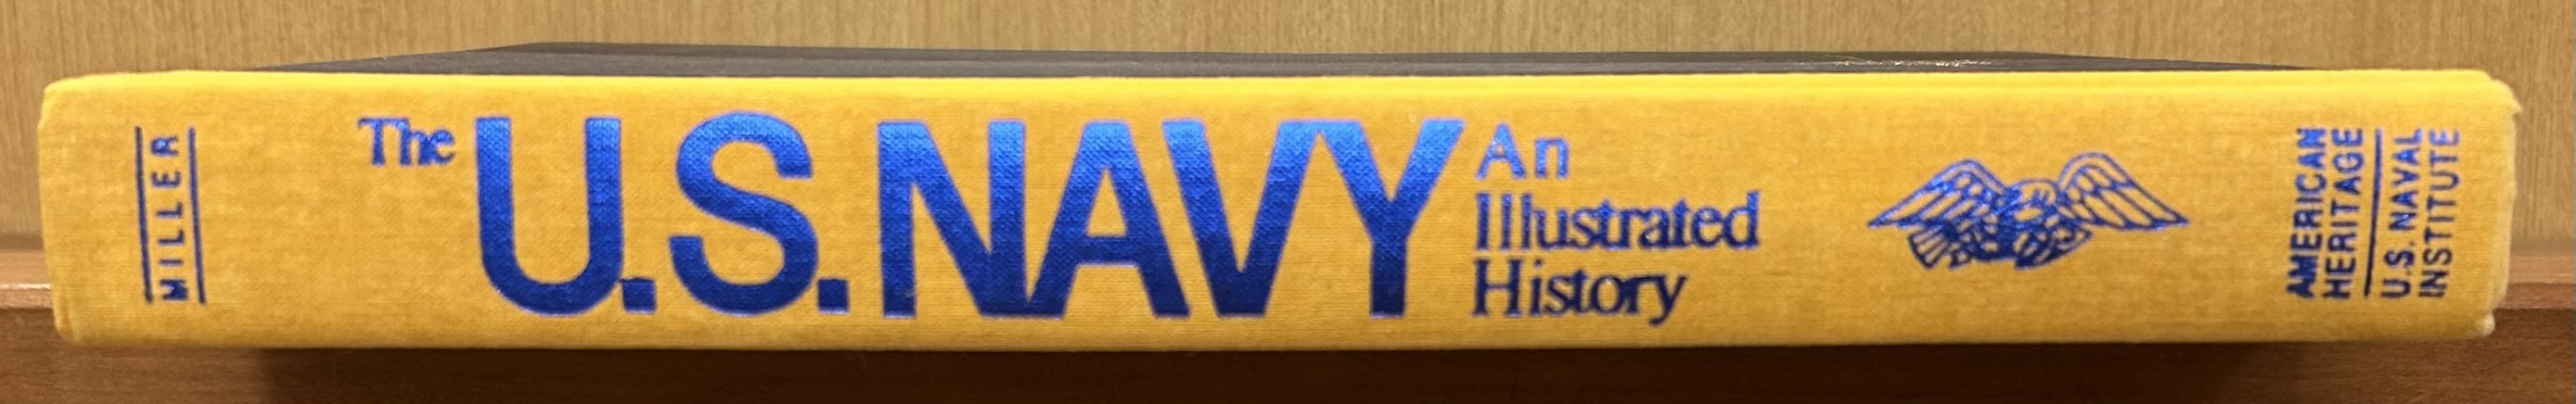 MILLER
The
U.S. NAVY
An
Illustrated
History
AMERICAN
HERITAGE
U.S. NAVAL
INSTITUTE